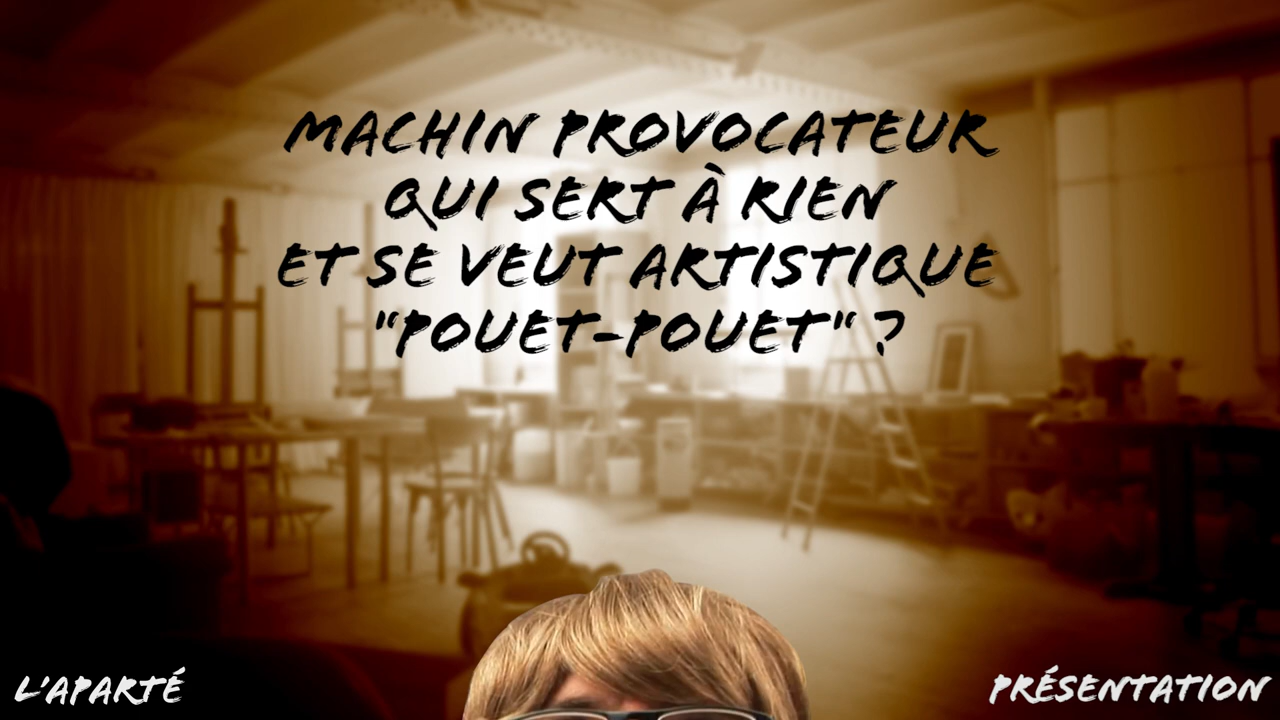 MACHIN PROVOCATEUR
QUI SERT À RIEN
ET SE VEUT ARTISTIQUE
"POUET-POUET" ?
L'APARTÉ
PRÉSENTATION